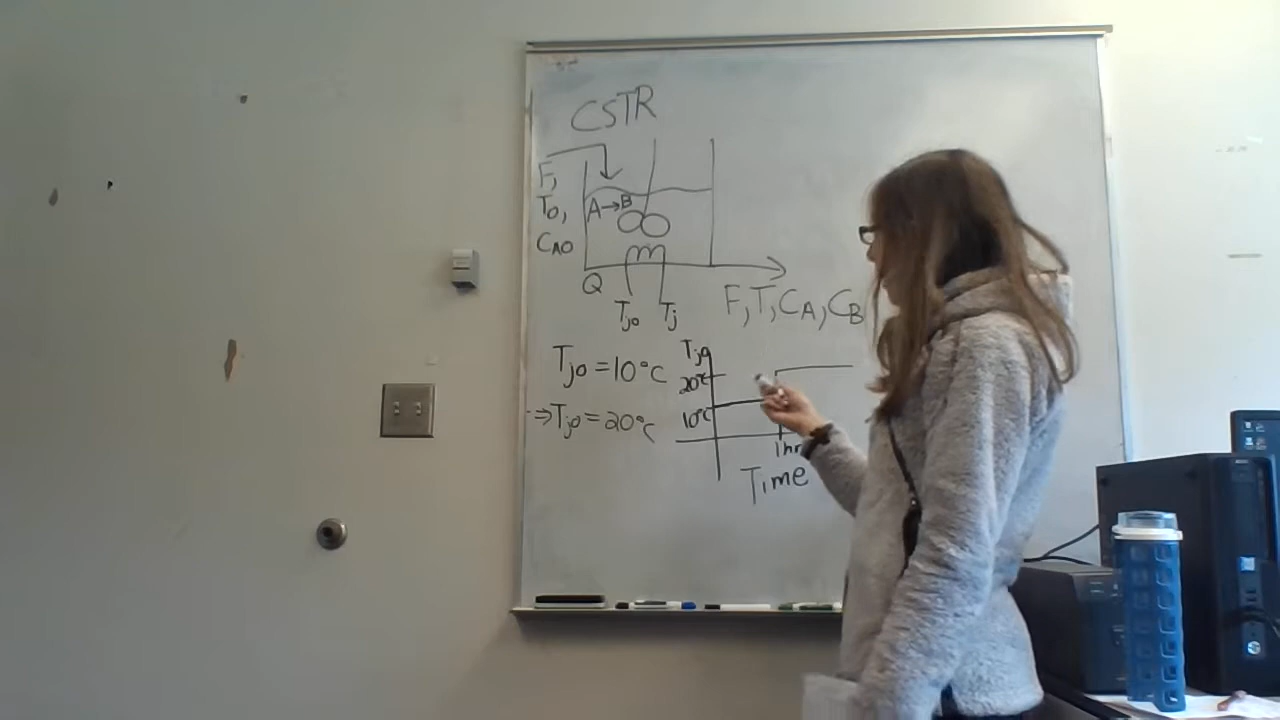 CSTR
F,
T0,
CA0
A→B
Q
Tj0 Tj
F, T, CA, CB
Tj0 = 10°C
⇒ Tj0 = 20°C
Tj0
20°C
10°C
1hr
Time